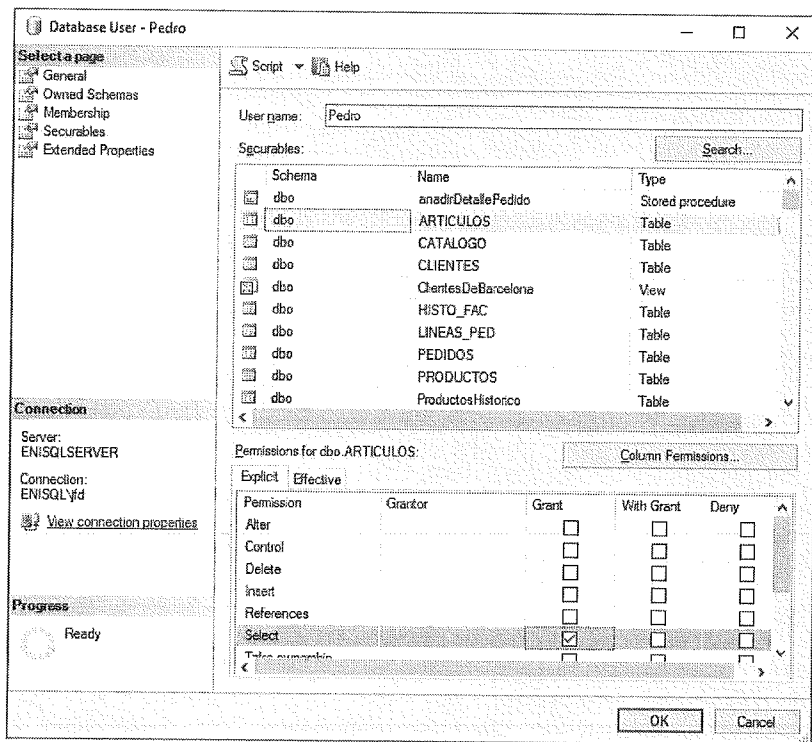 Database User - Pedro
Select a page
General
Owned Schemas
Membership
Securables
Extended Properties
Script
Help
User name: Pedro
Securables:
Search...
Schema Name Type
dbo anadirDetallePedido Stored procedure
dbo ARTICULOS Table
dbo CATALOGO Table
dbo CLIENTES Table
dbo ClientesDeBarcelona View
dbo HISTO_FAC Table
dbo LINEAS_PED Table
dbo PEDIDOS Table
dbo PRODUCTOS Table
dbo ProductosHistorico Table
Connection
Server:
ENISQLSERVER
Connection:
ENISQL\jfd
View connection properties
Progress
Ready
Permissions for dbo.ARTICULOS:
Column Permissions...
Explicit Effective
Permission Grantor Grant With Grant Deny
Alter
Control
Delete
Insert
References
Select
Take ownership
OK Cancel